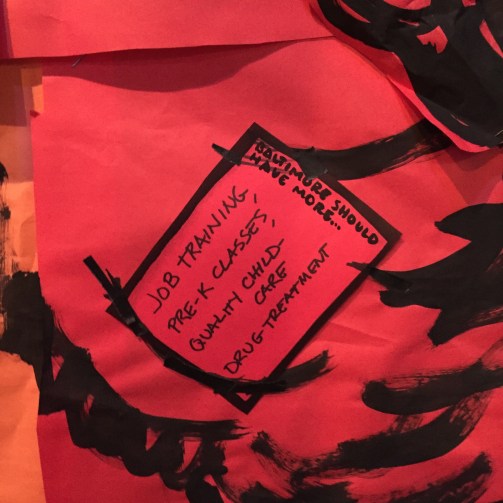 BALTIMORE SHOULD
HAVE MORE...
JOB TRAINING,
PRE-K CLASSES,
QUALITY CHILD-
CARE
DRUG-TREATMENT